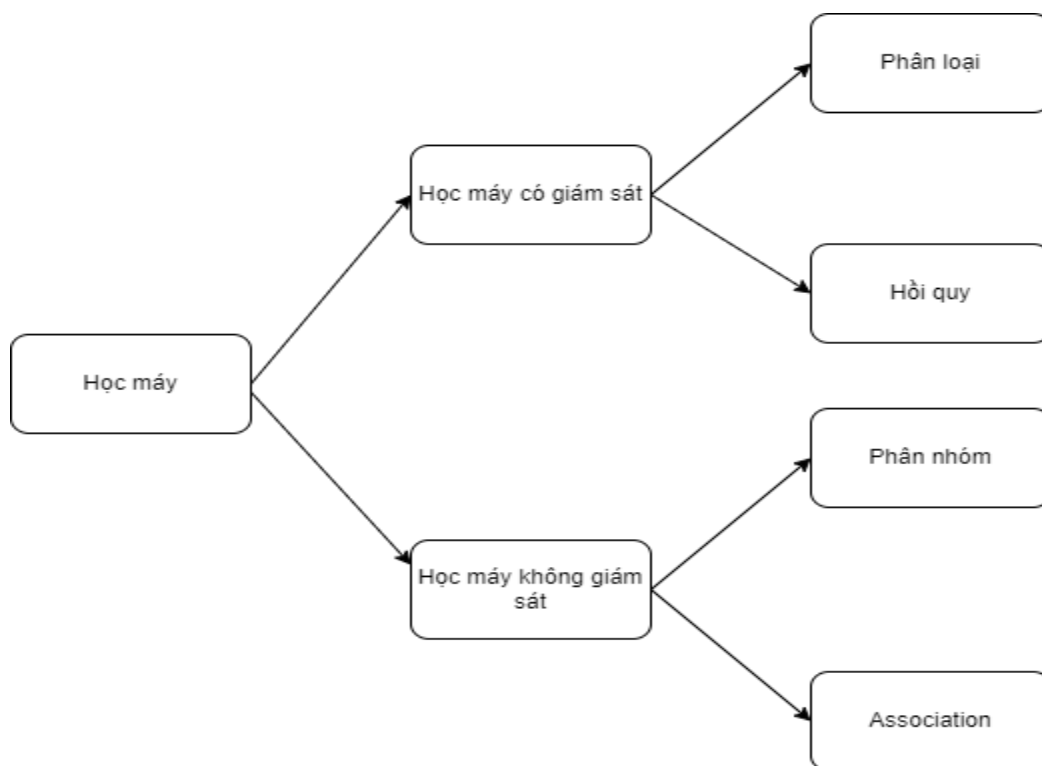 Phân loại
Học máy có giám sát
Hồi quy
Học máy
Phân nhóm
Học máy không giám
sát
Association